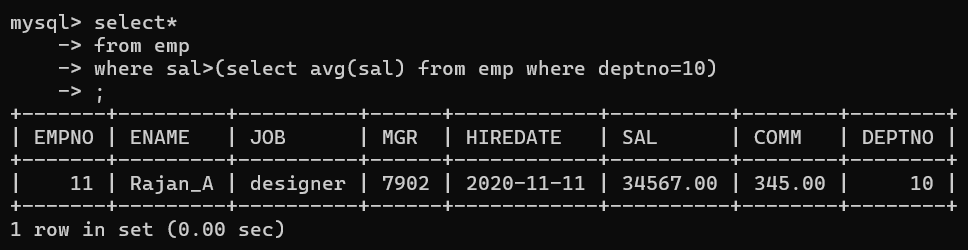 mysql> select*
    -> from emp
    -> where sal>(select avg(sal) from emp where deptno=10)
    -> ;
+-------+---------+----------+------+------------+----------+--------+--------+
| EMPNO | ENAME   | JOB      | MGR  | HIREDATE   | SAL      | COMM   | DEPTNO |
+-------+---------+----------+------+------------+----------+--------+--------+
|    11 | Rajan_A | designer | 7902 | 2020-11-11 | 34567.00 | 345.00 |     10 |
+-------+---------+----------+------+------------+----------+--------+--------+
1 row in set (0.00 sec)